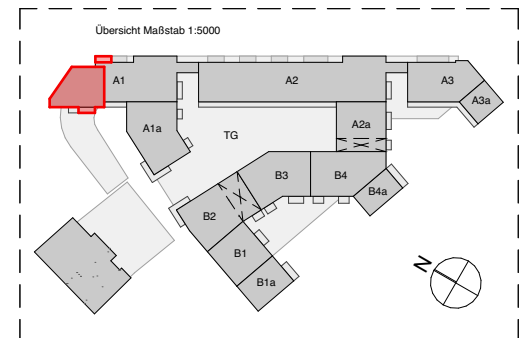 Übersicht Maßstab 1:5000
A1
A2
A3
A3a
A1a
TG
A2a
B3
B4
B4a
B2
B1
B1a
N